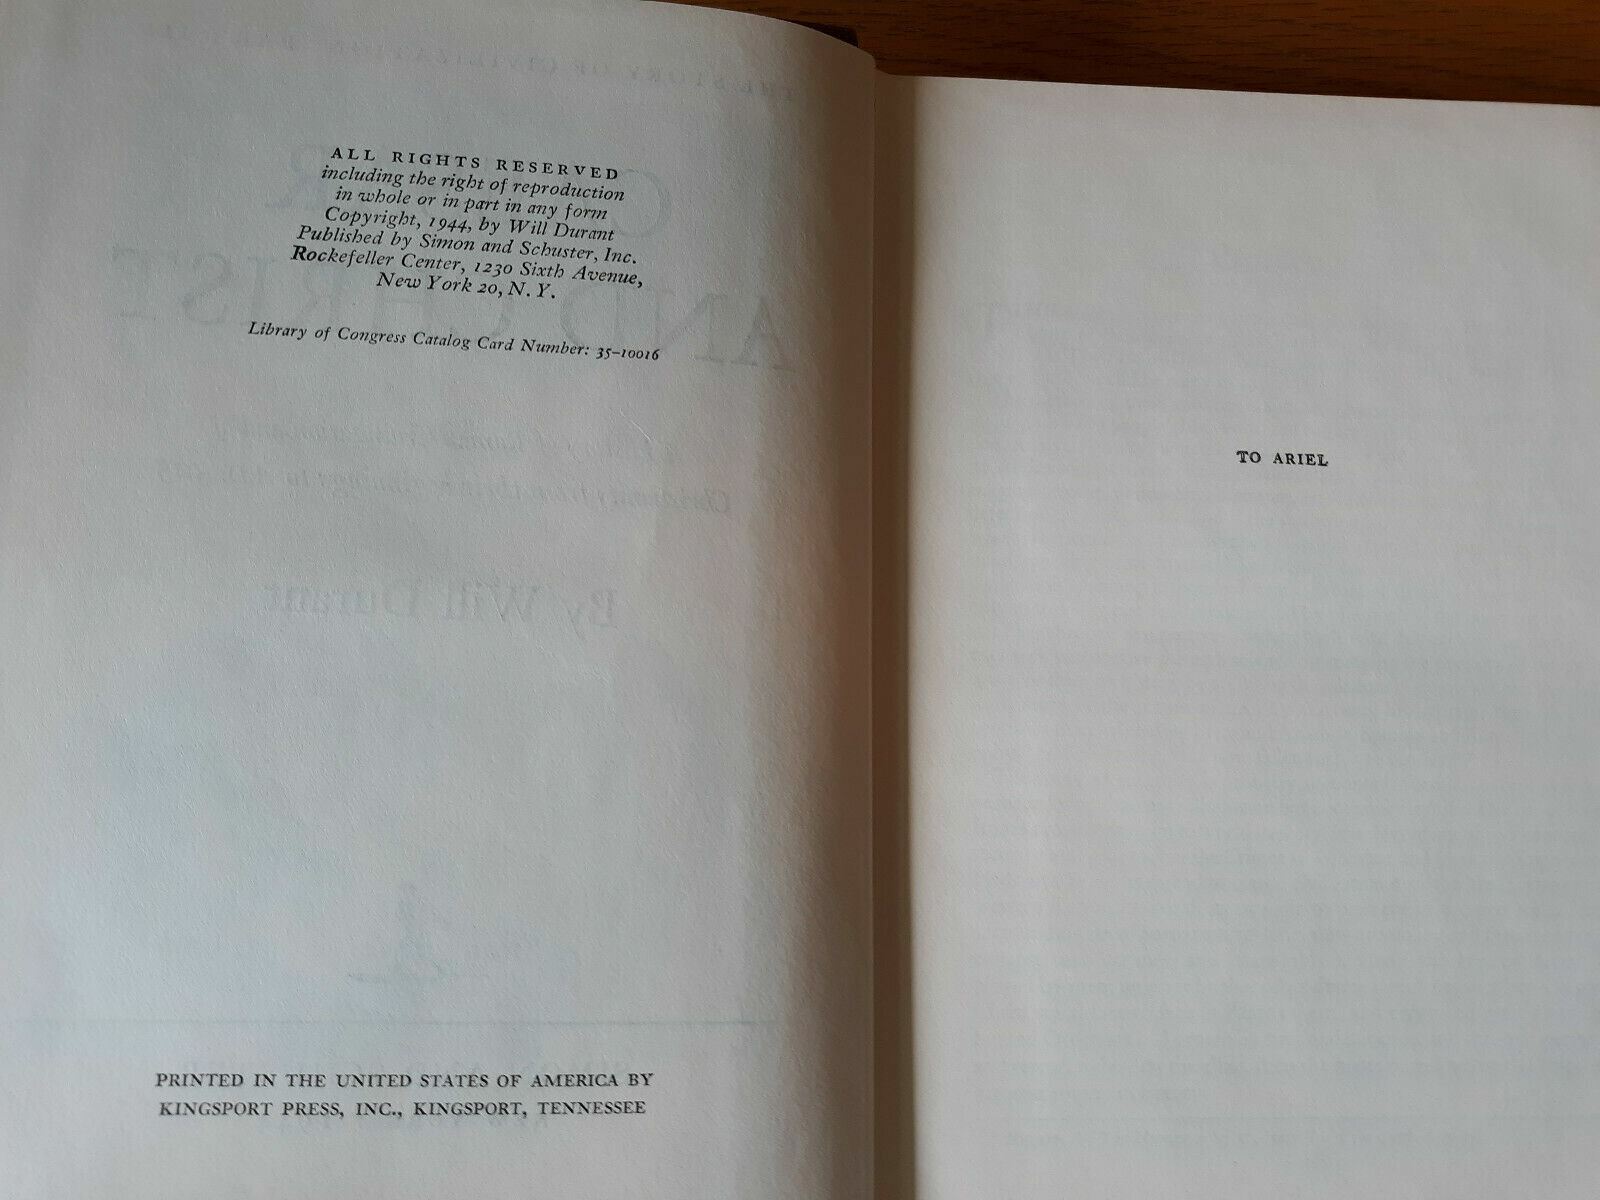 ALL RIGHTS RESERVED
including the right of reproduction
in whole or in part in any form
Copyright, 1944, by Will Durant
Published by Simon and Schuster, Inc.
Rockefeller Center, 1230 Sixth Avenue,
New York 20, N. Y.
Library of Congress Catalog Card Number: 35-10016
By Will Durant
PRINTED IN THE UNITED STATES OF AMERICA BY
KINGSPORT PRESS, INC., KINGSPORT, TENNESSEE
TO ARIEL